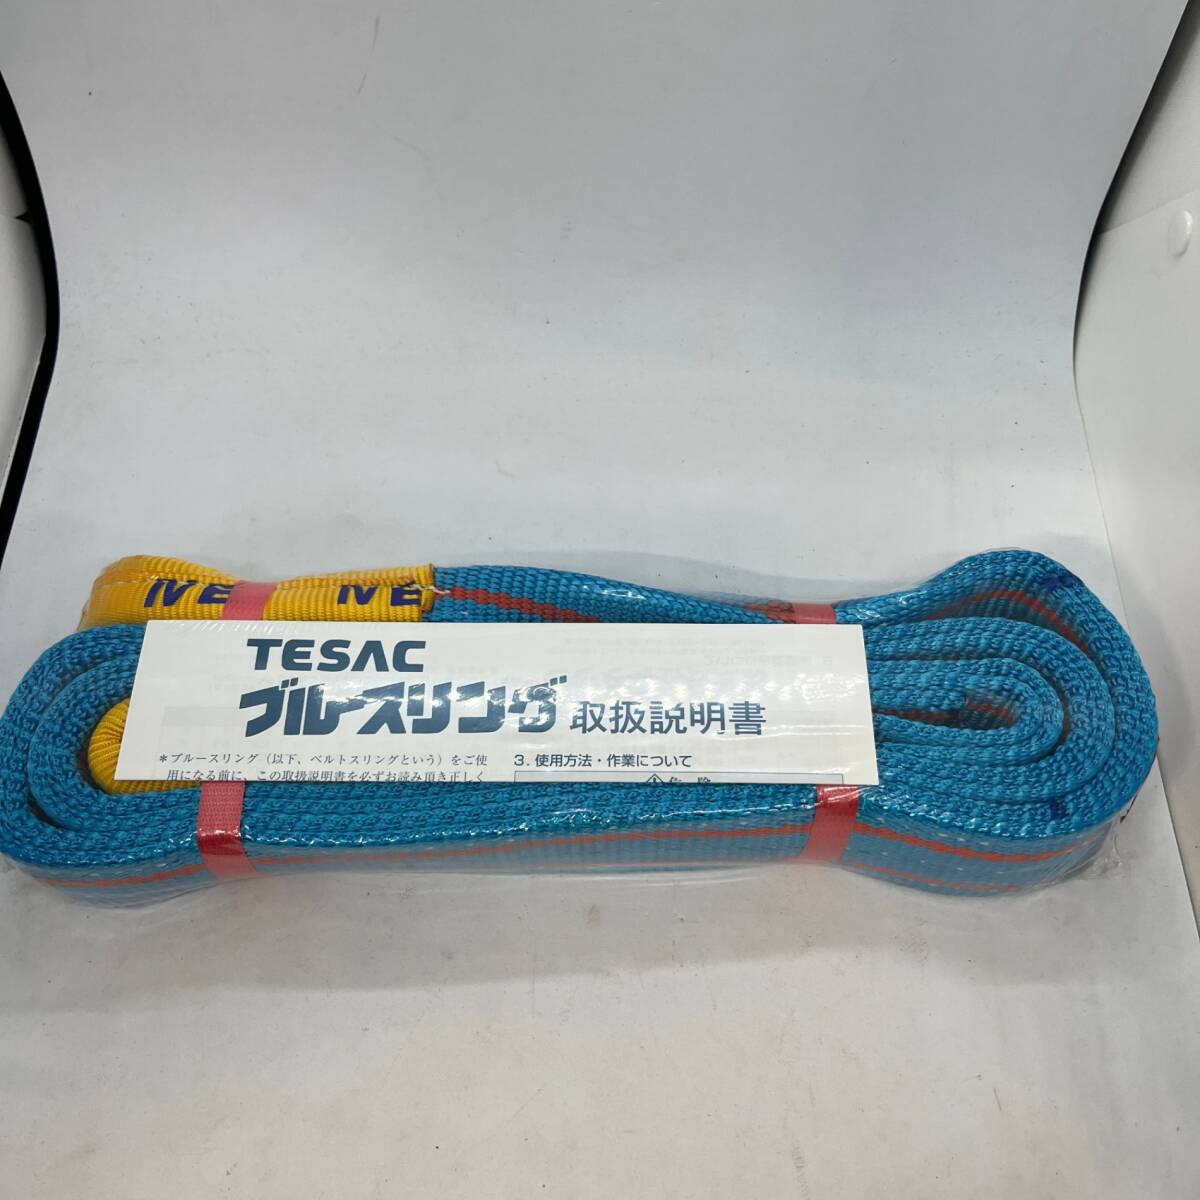 TESAC
ブルースリング 取扱説明書
*ブルースリング（以下、ベルトスリングという）をご使
用になる前に、この取扱説明書を必ずお読み頂き正しく
3. 使用方法・作業について
⚠ 危 険